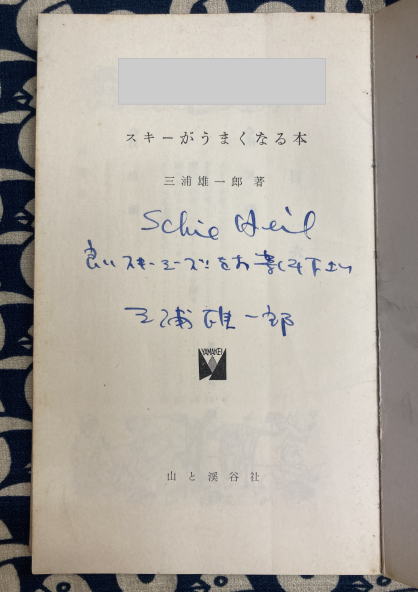 スキーがうまくなる本
三浦雄一郎 著
Schie Heil
良いスキーシーズンをお楽しみ下さい
三浦雄一郎
YAMAKEI
山と渓谷社